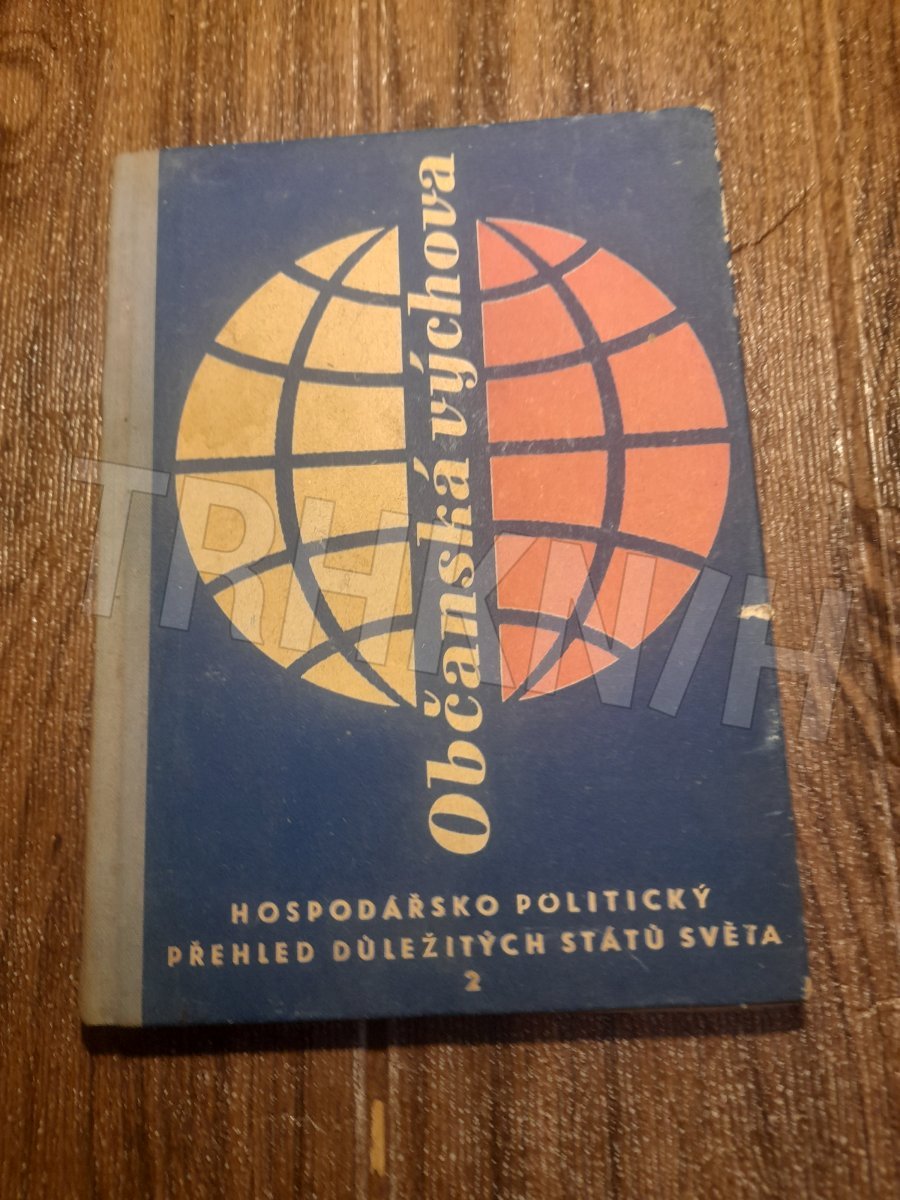 Občanská výchova
HOSPODÁŘSKO POLITICKÝ
PŘEHLED DŮLEŽITÝCH STÁTŮ SVĚTA
2
TRHKNIH